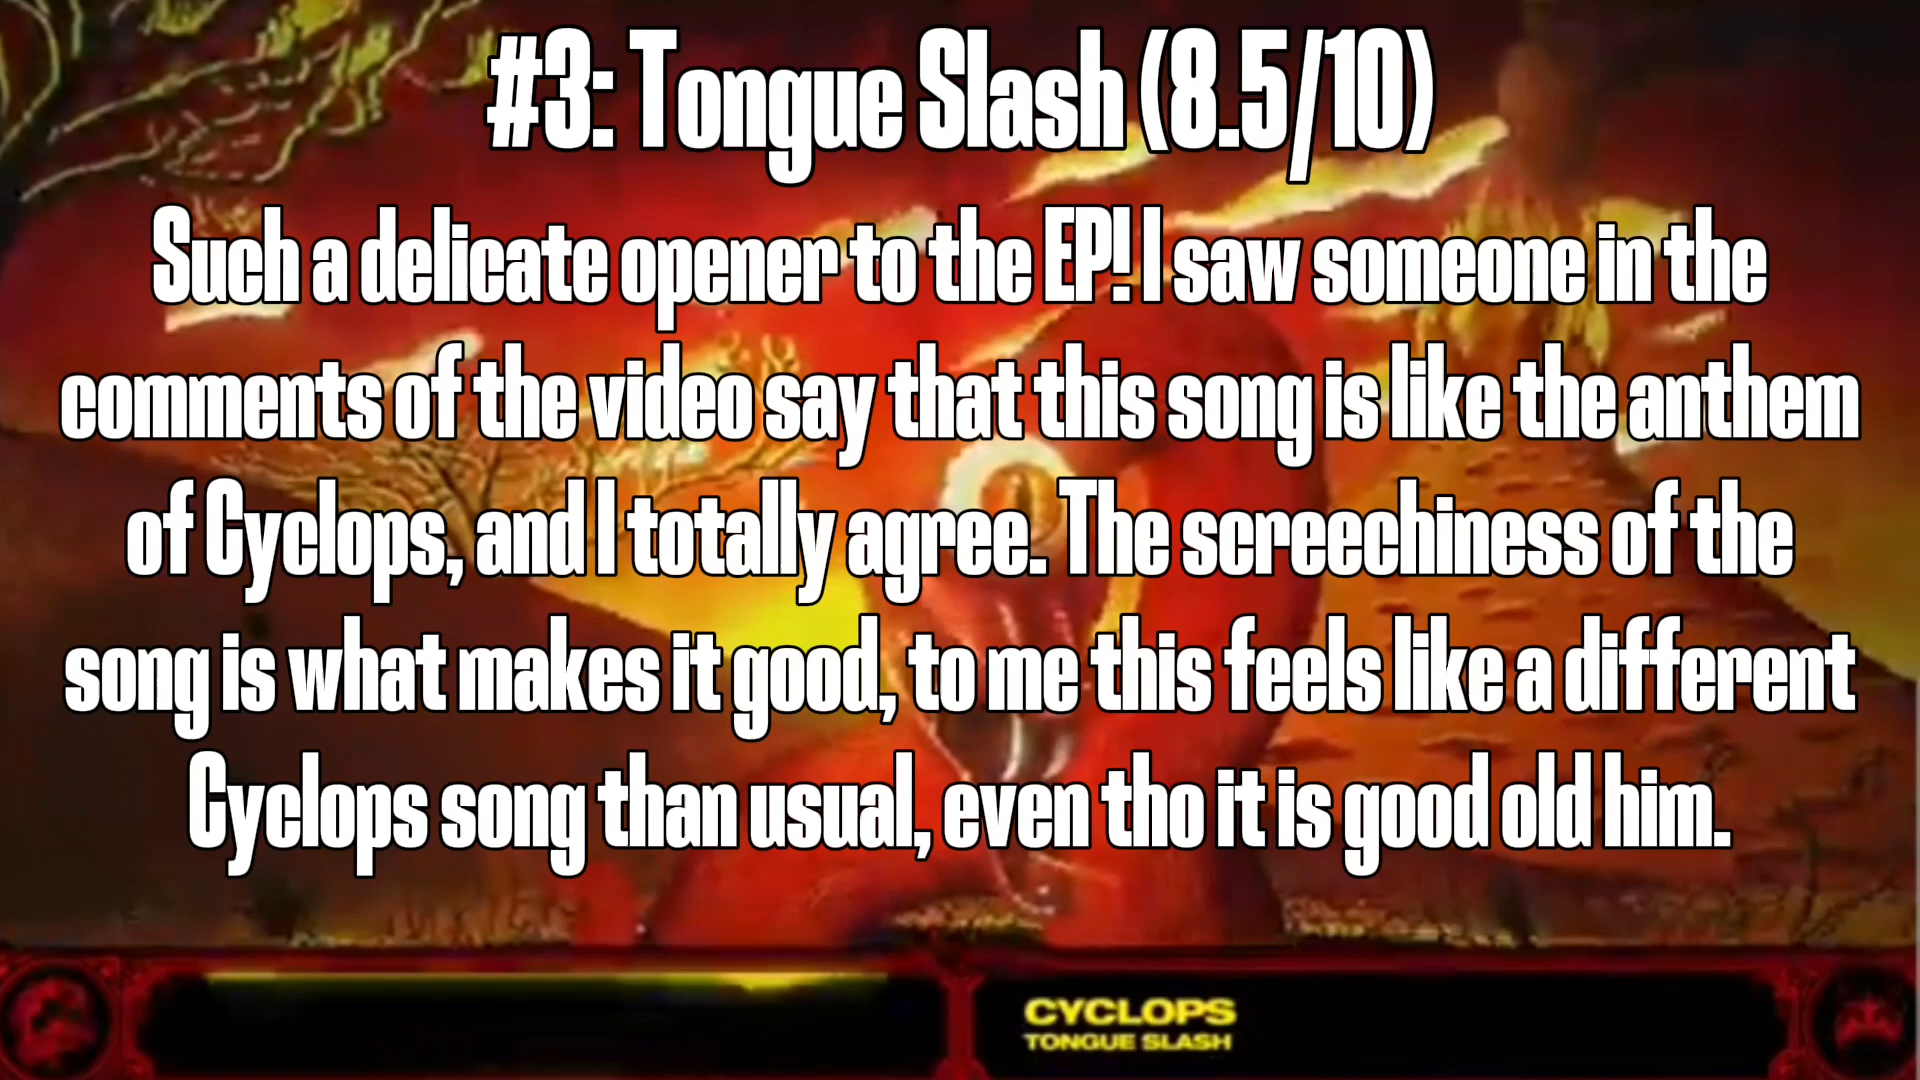 #3: Tongue Slash (8.5/10)
Such a delicate opener to the EP! I saw someone in the
comments of the video say that this song is like the anthem
of Cyclops, and I totally agree. The screechiness of the
song is what makes it good, to me this feels like a different
Cyclops song than usual, even tho it is good old him.
CYCLOPS
TONGUE SLASH